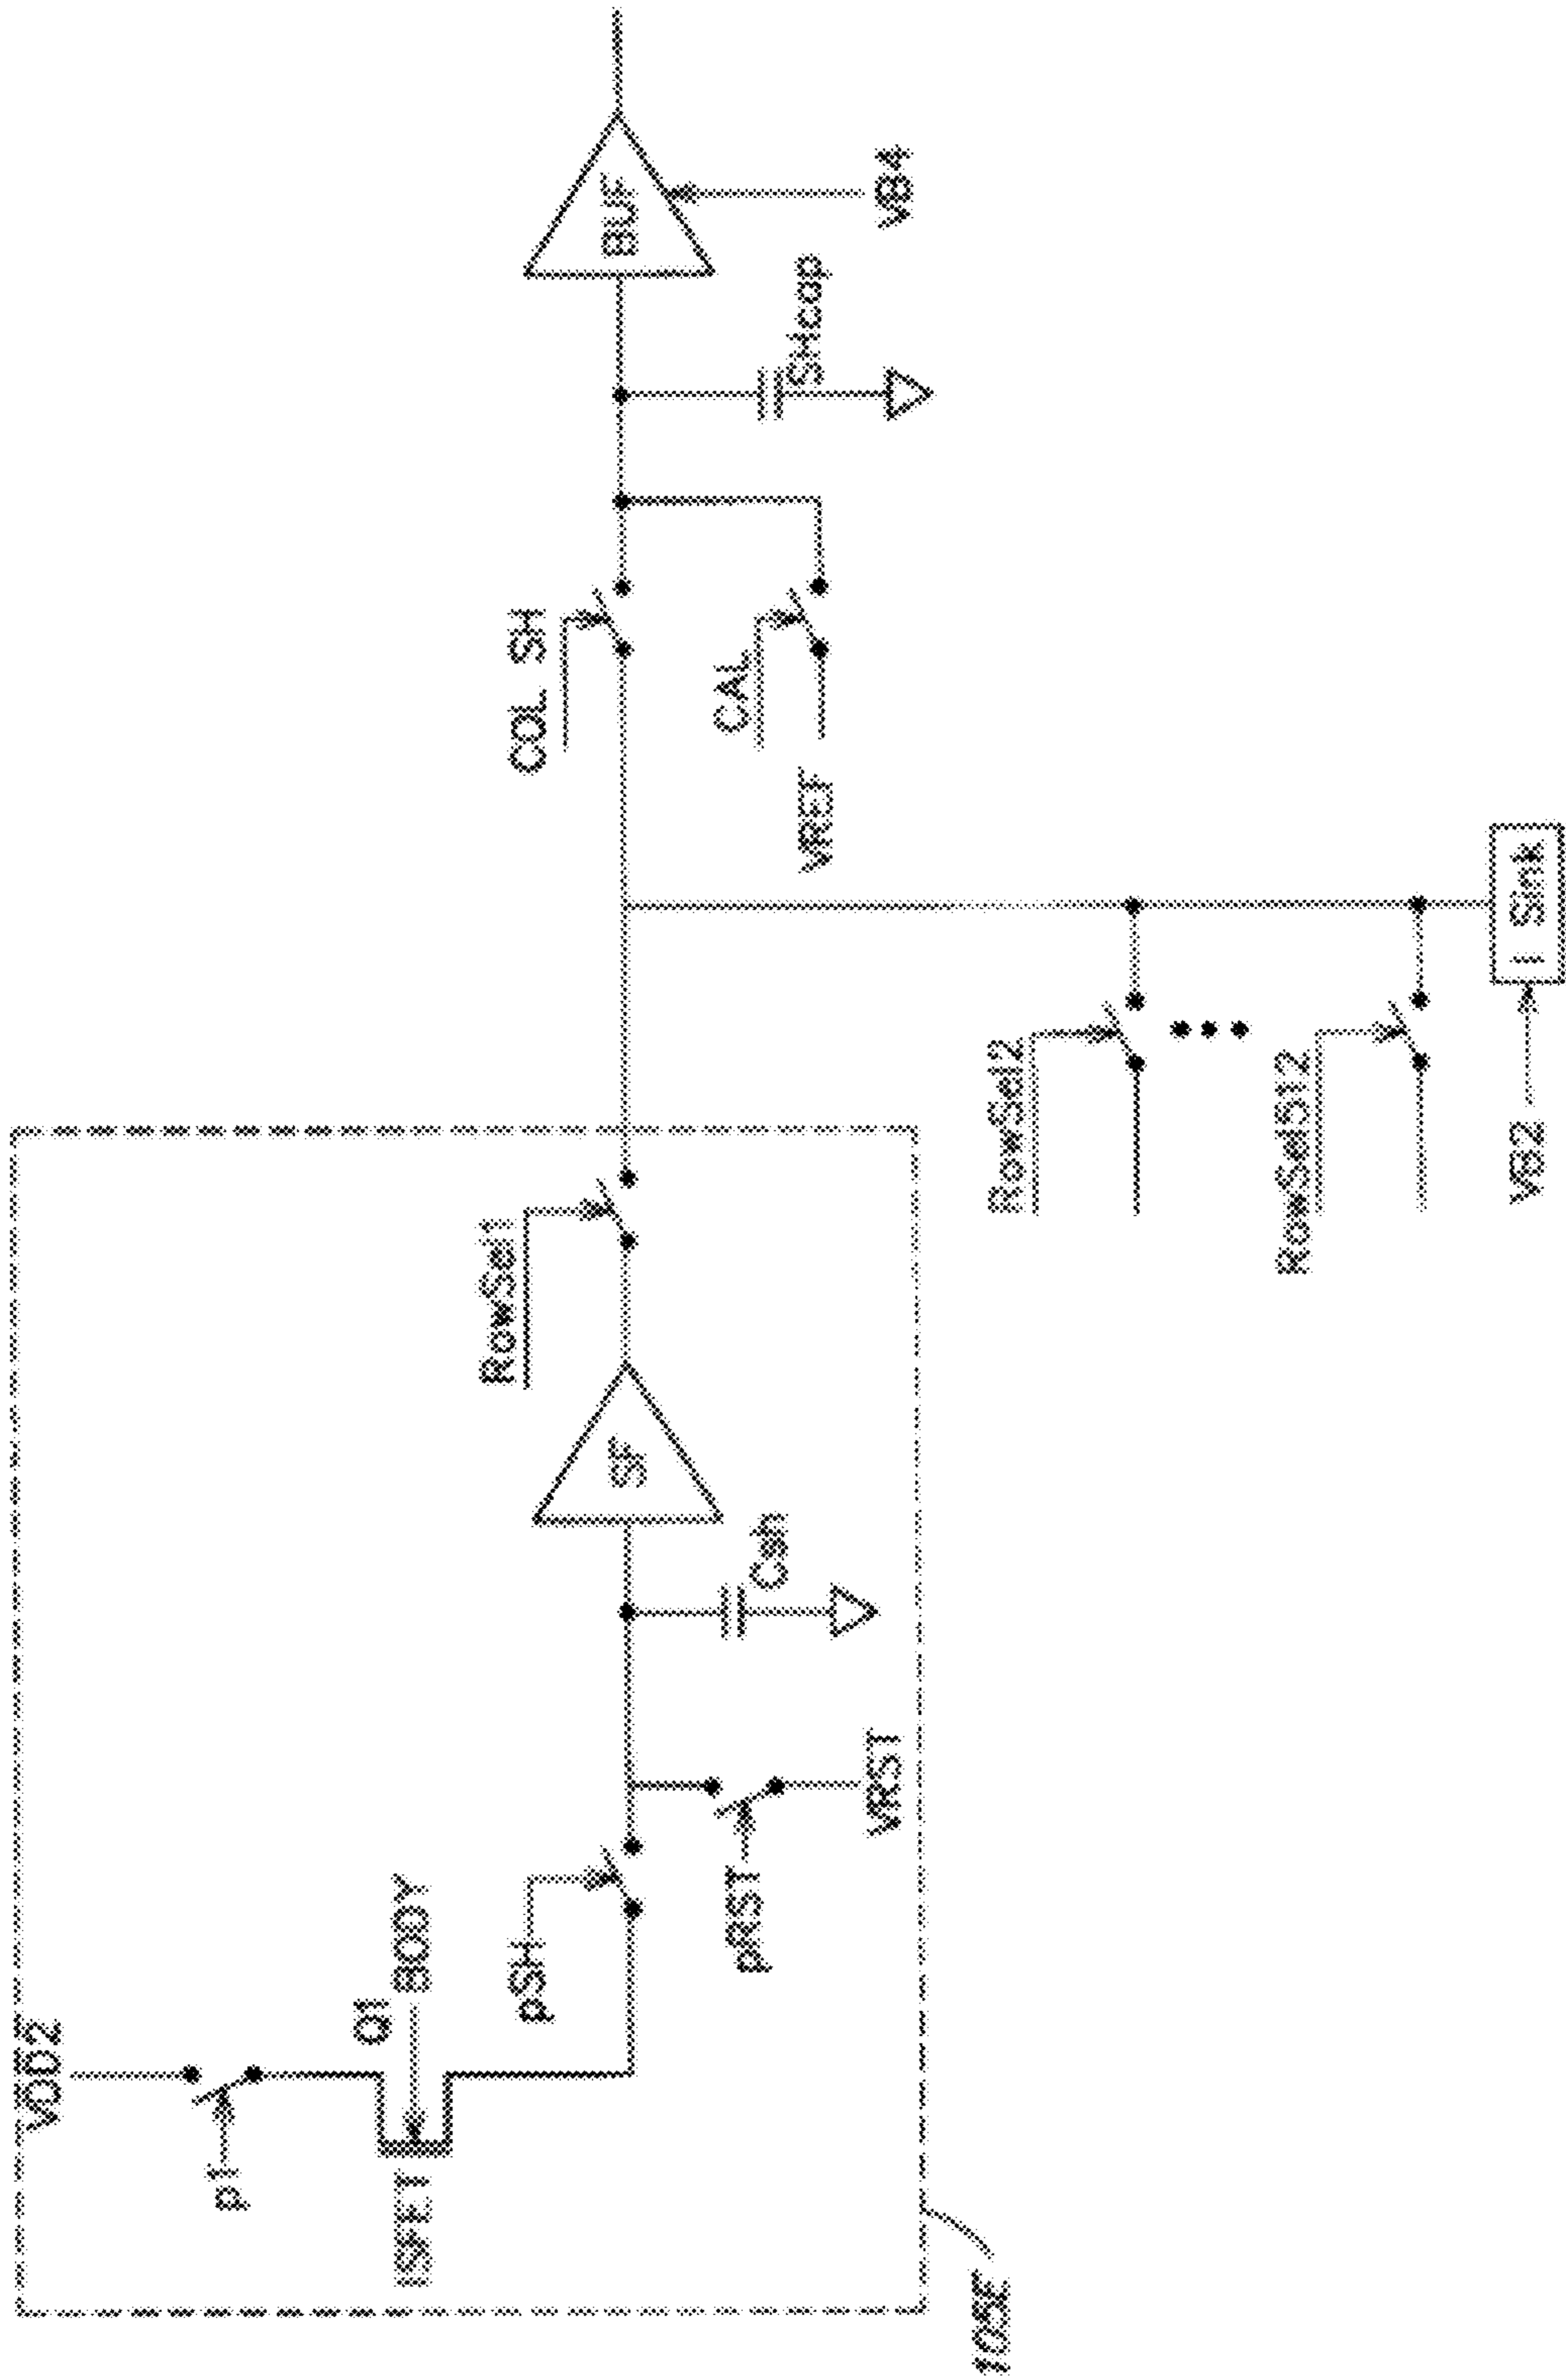 VDD2
p1
ISFET
Q1
BODY
pSH
pRST
VRST
Csh
SF
RowSel1
105E
RowSel2
RowSel512
VB2
I Sink
COL SH
CAL
VREF
SHcap
BUF
VB4